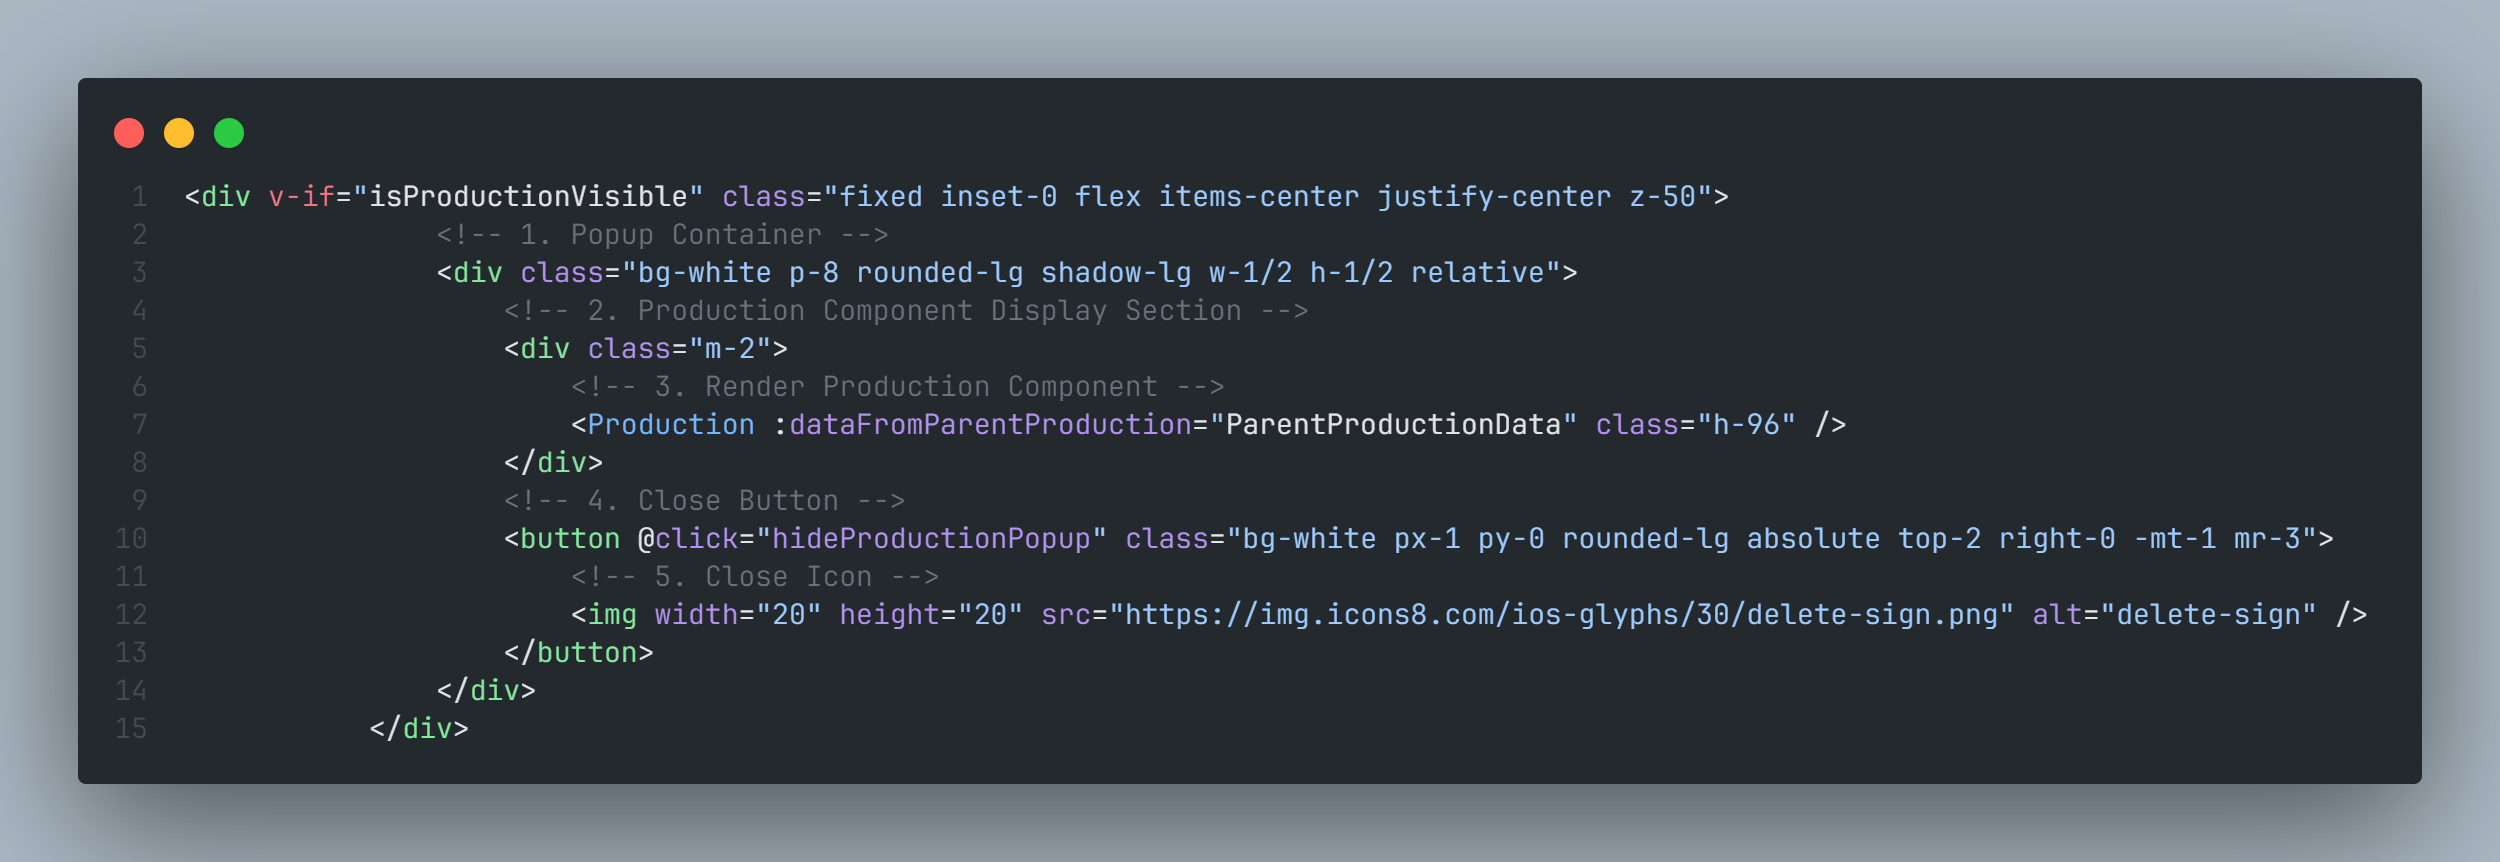 1 <div v-if="isProductionVisible" class="fixed inset-0 flex items-center justify-center z-50">
2 <!-- 1. Popup Container -->
3 <div class="bg-white p-8 rounded-lg shadow-lg w-1/2 h-1/2 relative">
4 <!-- 2. Production Component Display Section -->
5 <div class="m-2">
6 <!-- 3. Render Production Component -->
7 <Production :dataFromParentProduction="ParentProductionData" class="h-96" />
8 </div>
9 <!-- 4. Close Button -->
10 <button @click="hideProductionPopup" class="bg-white px-1 py-0 rounded-lg absolute top-2 right-0 -mt-1 mr-3">
11 <!-- 5. Close Icon -->
12 <img width="20" height="20" src="https://img.icons8.com/ios-glyphs/30/delete-sign.png" alt="delete-sign" />
13 </button>
14 </div>
15 </div>